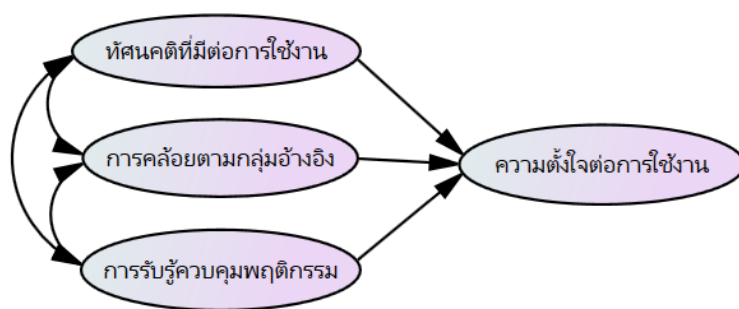 ทัศนคติที่มีต่อการใช้งาน
การคล้อยตามกลุ่มอ้างอิง
ความตั้งใจต่อการใช้งาน
การรับรู้ควบคุมพฤติกรรม